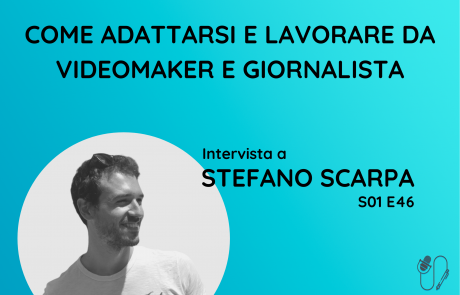 COME ADATTARSI E LAVORARE DA
VIDEOMAKER E GIORNALISTA
Intervista a
STEFANO SCARPA
S01 E46